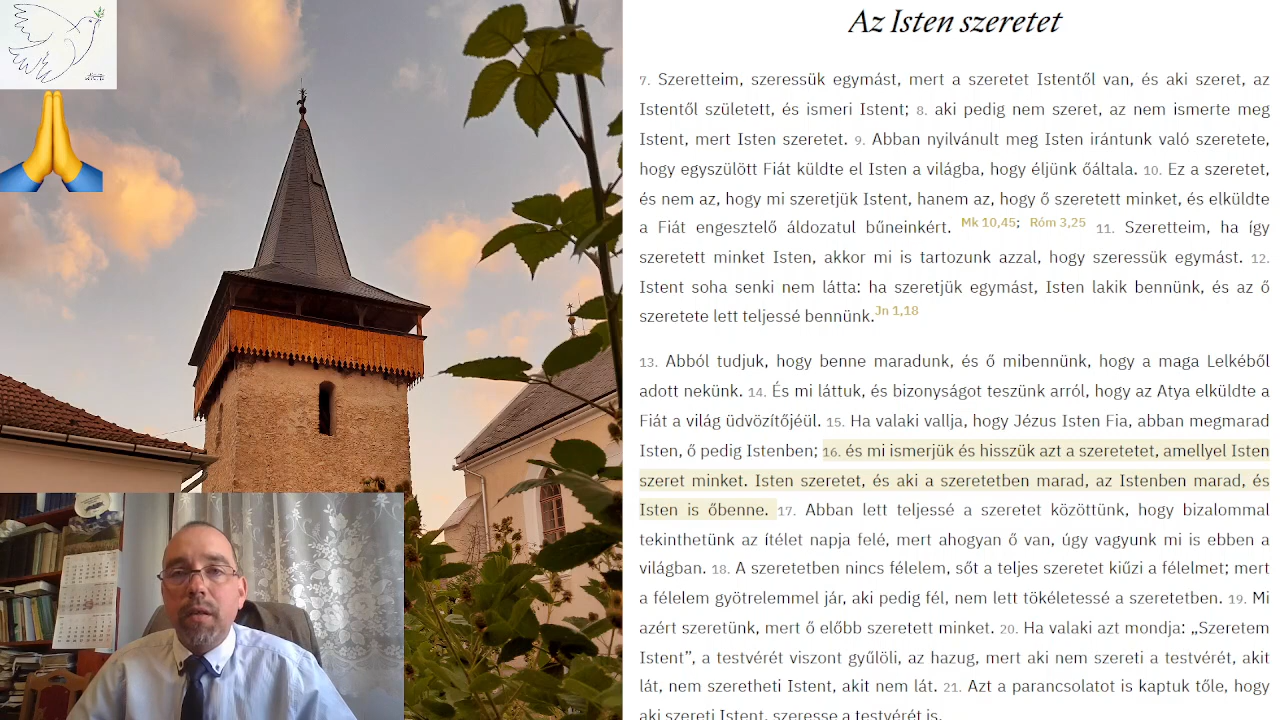 Az Isten szeretet
7. Szeretteim, szeressük egymást, mert a szeretet Istentől van, és aki szeret, az
Istentől született, és ismeri Istent; 8. aki pedig nem szeret, az nem ismerte meg
Istent, mert Isten szeretet. 9. Abban nyilvánult meg Isten irántunk való szeretete,
hogy egyszülött Fiát küldte el Isten a világba, hogy éljünk őáltala. 10. Ez a szeretet,
és nem az, hogy mi szeretjük Istent, hanem az, hogy ő szeretett minket, és elküldte
a Fiát engesztelő áldozatul bűneinkért. Mk 10,45; Róm 3,25 11. Szeretteim, ha így
szeretett minket Isten, akkor mi is tartozunk azzal, hogy szeressük egymást. 12.
Istent soha senki nem látta: ha szeretjük egymást, Isten lakik bennünk, és az ő
szeretete lett teljessé bennünk. Jn 1,18
13. Abból tudjuk, hogy benne maradunk, és ő mibennünk, hogy a maga Lelkéből
adott nekünk. 14. És mi láttuk, és bizonyságot teszünk arról, hogy az Atya elküldte a
Fiát a világ üdvözítőjéül. 15. Ha valaki vallja, hogy Jézus Isten Fia, abban megmarad
Isten, ő pedig Istenben; 16. és mi ismerjük és hisszük azt a szeretetet, amellyel Isten
szeret minket. Isten szeretet, és aki a szeretetben marad, az Istenben marad, és
Isten is őbenne. 17. Abban lett teljessé a szeretet közöttünk, hogy bizalommal
tekinthetünk az ítélet napja felé, mert ahogyan ő van, úgy vagyunk mi is ebben a
világban. 18. A szeretetben nincs félelem, sőt a teljes szeretet kiűzi a félelmet; mert
a félelem gyötrelemmel jár, aki pedig fél, nem lett tökéletessé a szeretetben. 19. Mi
azért szeretünk, mert ő előbb szeretett minket. 20. Ha valaki azt mondja: „Szeretem
Istent”, a testvérét viszont gyűlöli, az hazug, mert aki nem szereti a testvérét, akit
lát, nem szeretheti Istent, akit nem lát. 21. Azt a parancsolatot is kaptuk tőle, hogy
aki szereti Istent, szeresse a testvérét is.